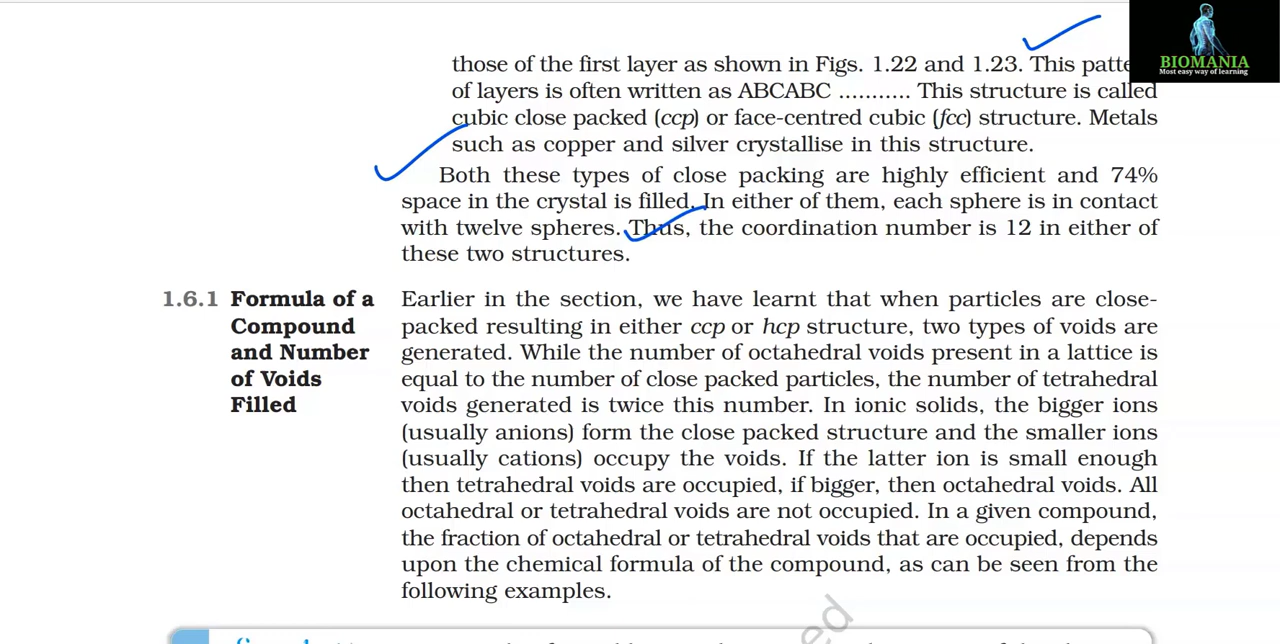 those of the first layer as shown in Figs. 1.22 and 1.23. This
BIOMANIA
Most easy way of learning
of layers is often written as ABCABC ........... This structure is called
cubic close packed (ccp) or face-centred cubic (fcc) structure. Metals
such as copper and silver crystallise in this structure.
Both these types of close packing are highly efficient and 74%
space in the crystal is filled. In either of them, each sphere is in contact
with twelve spheres. Thus, the coordination number is 12 in either of
these two structures.
1.6.1 Formula of a
Compound
and Number
of Voids
Filled
Earlier in the section, we have learnt that when particles are close-
packed resulting in either ccp or hcp structure, two types of voids are
generated. While the number of octahedral voids present in a lattice is
equal to the number of close packed particles, the number of tetrahedral
voids generated is twice this number. In ionic solids, the bigger ions
(usually anions) form the close packed structure and the smaller ions
(usually cations) occupy the voids. If the latter ion is small enough
then tetrahedral voids are occupied, if bigger, then octahedral voids. All
octahedral or tetrahedral voids are not occupied. In a given compound,
the fraction of octahedral or tetrahedral voids that are occupied, depends
upon the chemical formula of the compound, as can be seen from the
following examples.